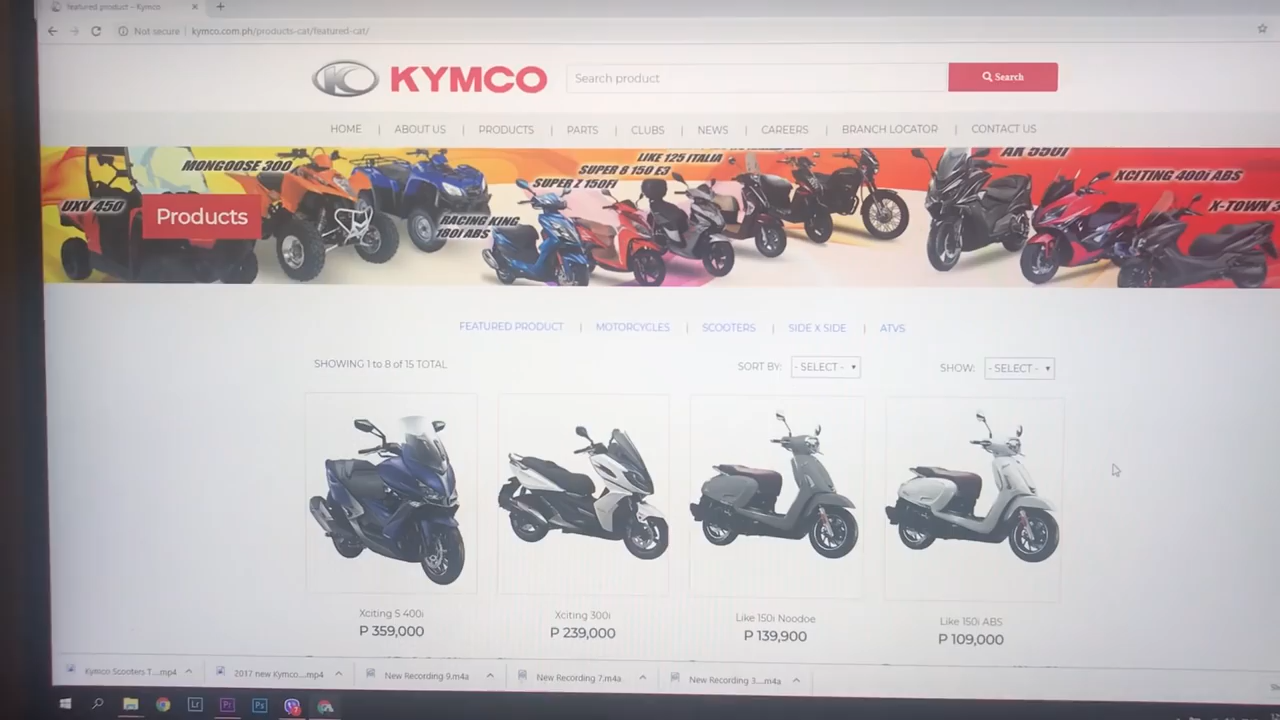 featured product – Kymco
Not secure | kymco.com.ph/products-cat/featured-cat/
KYMCO
Search product
Search
HOME | ABOUT US | PRODUCTS | PARTS | CLUBS | NEWS | CAREERS | BRANCH LOCATOR | CONTACT US
UXV 450
MONGOOSE 300
RACING KING
180i ABS
SUPER Z 150FI
SUPER 8 150 E3
LIKE 125 ITALIA
AK 550i
XCITING 400i ABS
X-TOWN 3
Products
FEATURED PRODUCT | MOTORCYCLES | SCOOTERS | SIDE X SIDE | ATVS
SHOWING 1 to 8 of 15 TOTAL
SORT BY: - SELECT -
SHOW: - SELECT -
Xciting S 400i
P 359,000
Xciting 300i
P 239,000
Like 150i Noodoe
P 139,900
Like 150i ABS
P 109,000
Kymco Scooters T....mp4
2017 new Kymco....mp4
New Recording 9.m4a
New Recording 7.m4a
New Recording 3....m4a
Lr
Pr
Ps